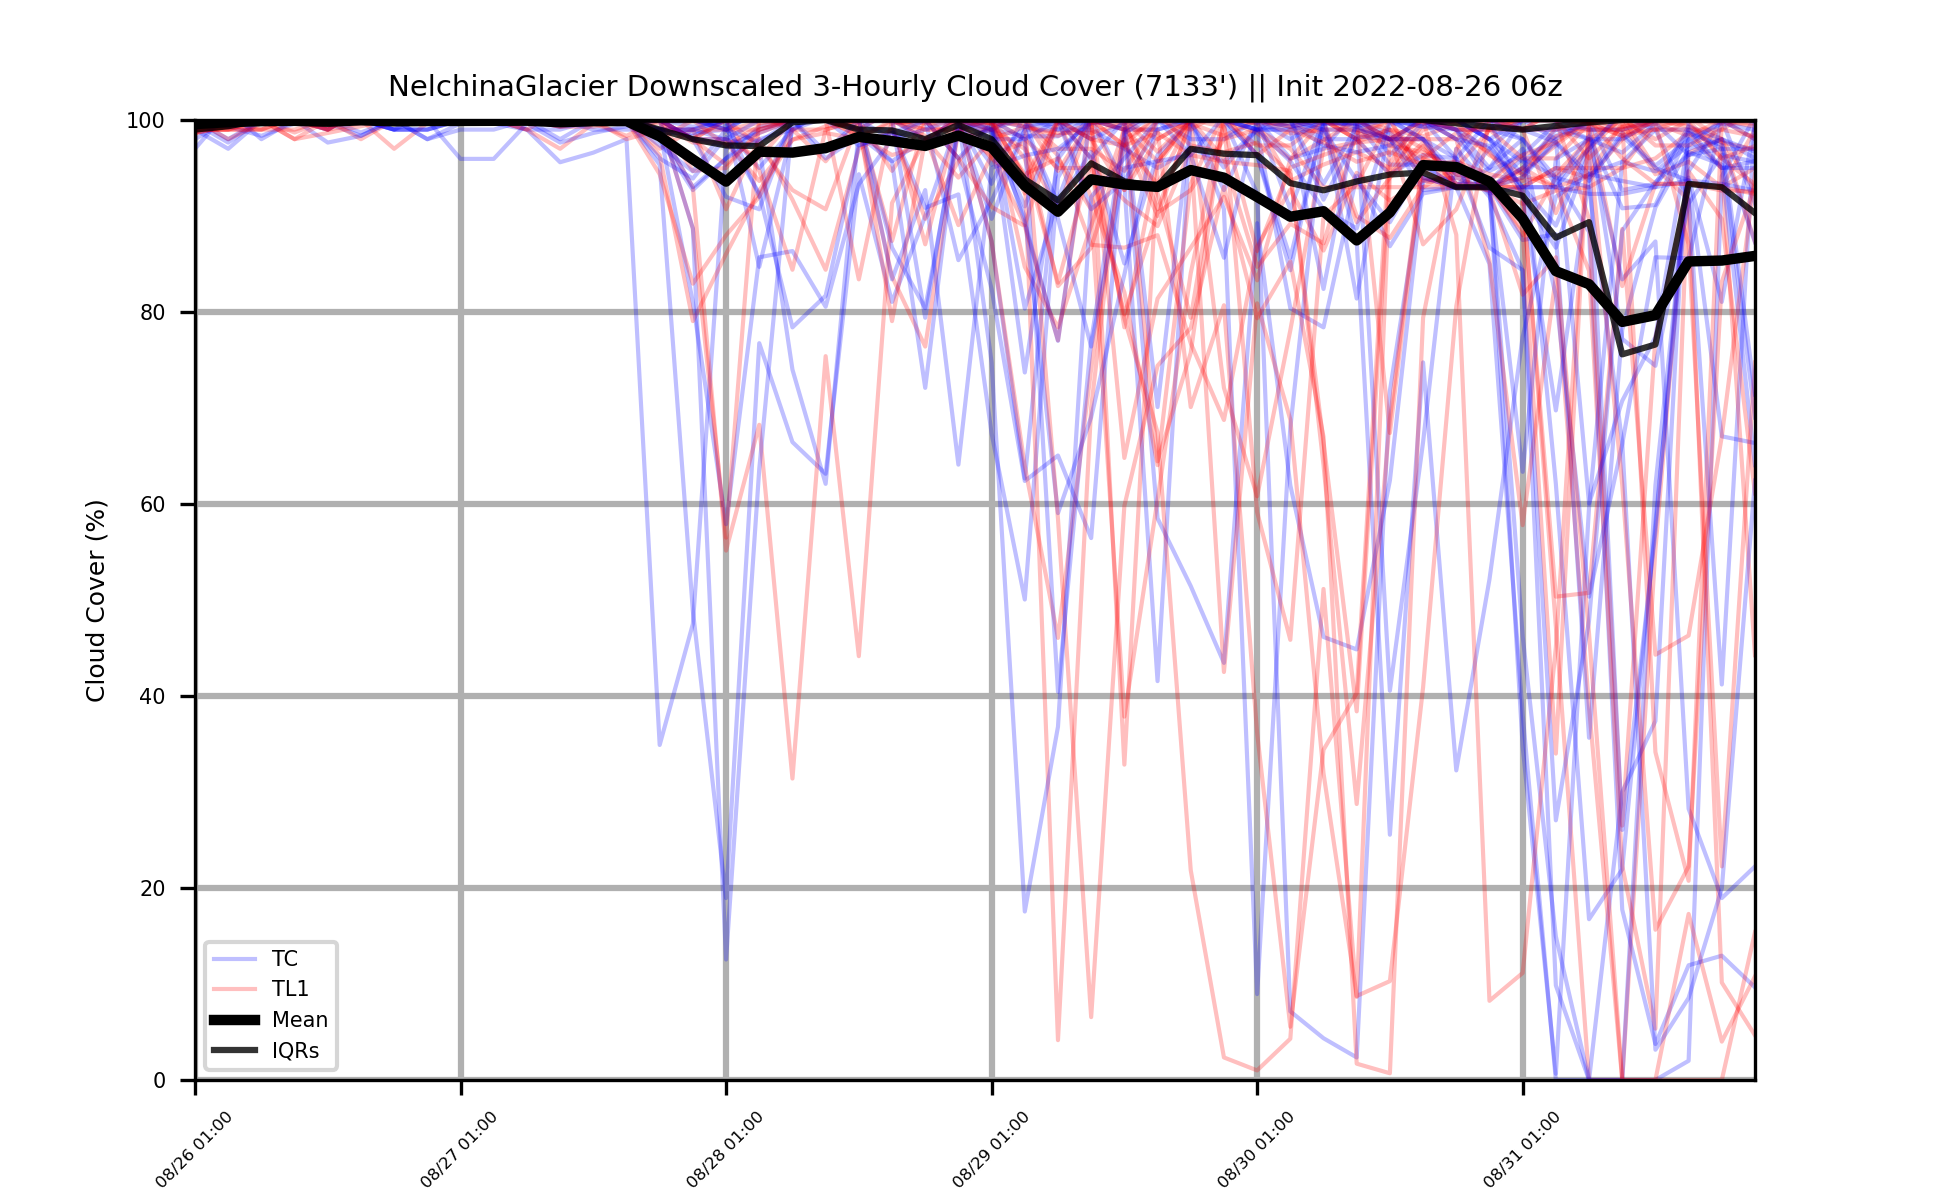 NelchinaGlacier Downscaled 3-Hourly Cloud Cover (7133') || Init 2022-08-26 06z
100
80
60
40
20
0
Cloud Cover (%)
TC
TL1
Mean
IQRs
08/26 01:00
08/27 01:00
08/28 01:00
08/29 01:00
08/30 01:00
08/31 01:00